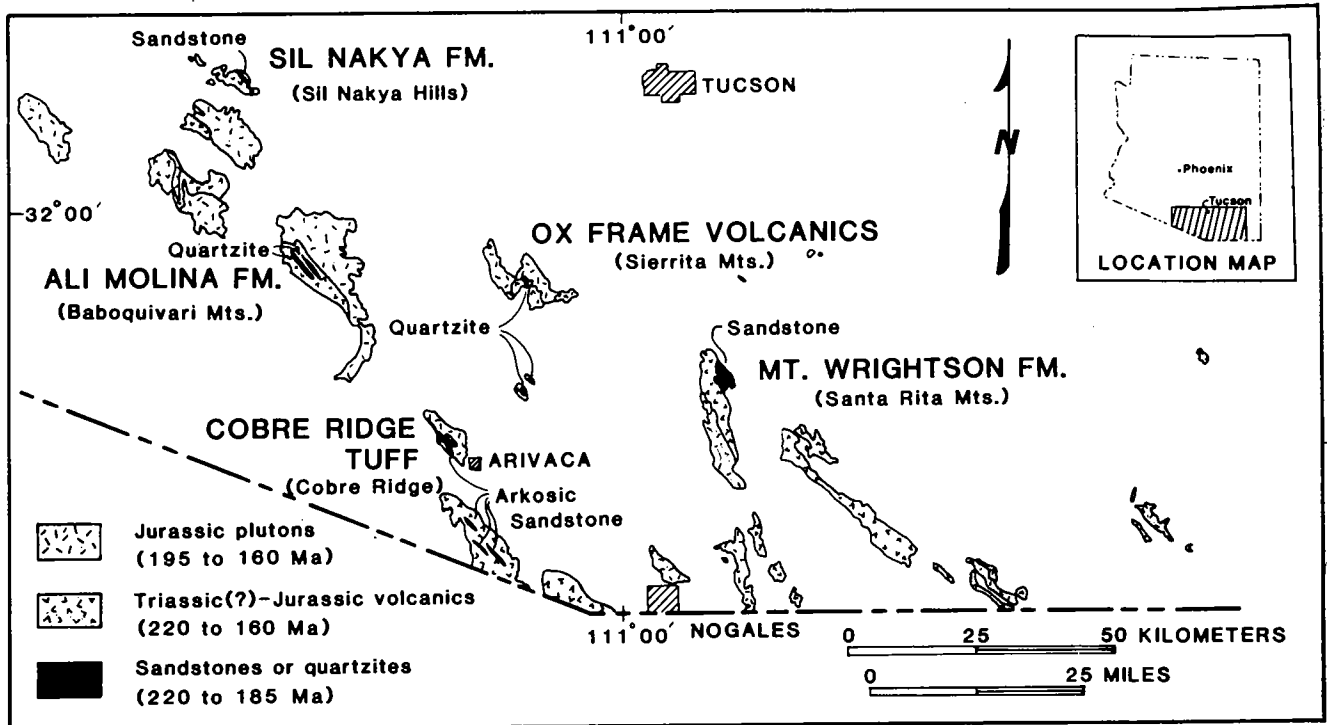 Sandstone
SIL NAKYA FM.
(Sil Nakya Hills)
111°00'
TUCSON
N
Phoenix
Tucson
LOCATION MAP
32°00'
Quartzite
ALI MOLINA FM.
(Baboquivari Mts.)
OX FRAME VOLCANICS
(Sierrita Mts.)
Quartzite
Sandstone
MT. WRIGHTSON FM.
(Santa Rita Mts.)
COBRE RIDGE
TUFF
(Cobre Ridge)
ARIVACA
Arkosic
Sandstone
Jurassic plutons
(195 to 160 Ma)
Triassic(?)-Jurassic volcanics
(220 to 160 Ma)
Sandstones or quartzites
(220 to 185 Ma)
111°00'
NOGALES
0 25 50 KILOMETERS
0 25 MILES